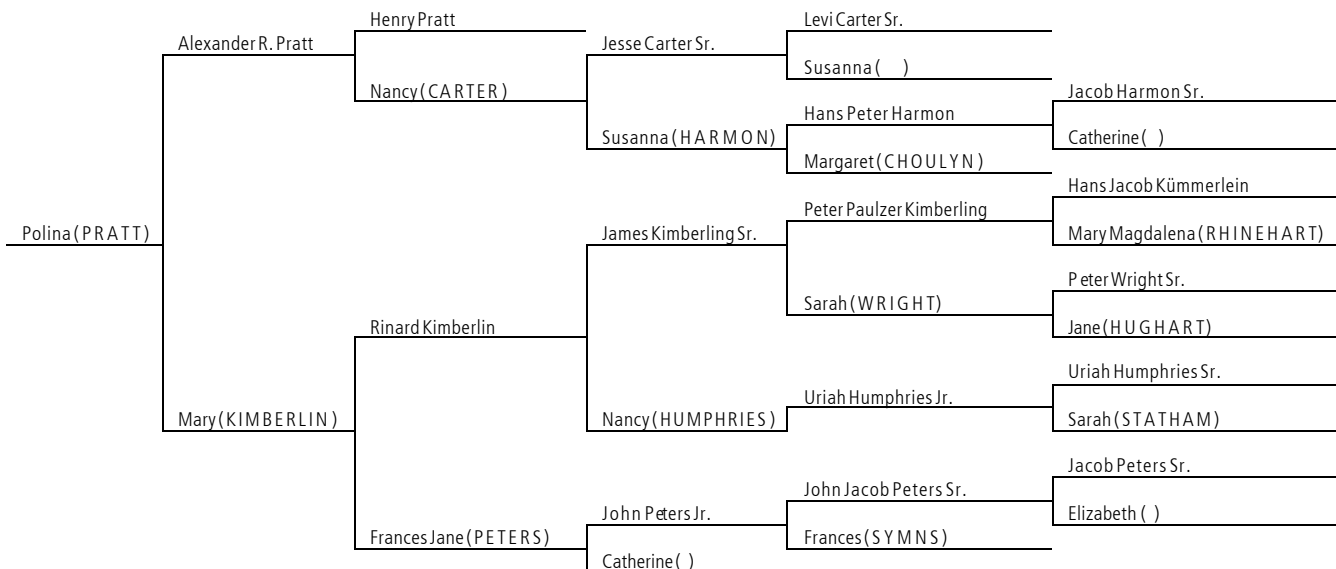 Henry Pratt
Levi Carter Sr.
Alexander R. Pratt
Jesse Carter Sr.
Susanna ( )
Nancy (CARTER)
Jacob Harmon Sr.
Hans Peter Harmon
Susanna (HARMON)
Catherine ( )
Margaret (CHOULYN)
Hans Jacob Kümmerlein
Peter Paulzer Kimberling
Polina (PRATT)
James Kimberling Sr.
Mary Magdalena (RHINEHART)
Peter Wright Sr.
Sarah (WRIGHT)
Rinard Kimberlin
Jane (HUGHART)
Uriah Humphries Sr.
Uriah Humphries Jr.
Mary (KIMBERLIN)
Nancy (HUMPHRIES)
Sarah (STATHAM)
Jacob Peters Sr.
John Jacob Peters Sr.
John Peters Jr.
Elizabeth ( )
Frances Jane (PETERS)
Frances (SYMNS)
Catherine ( )